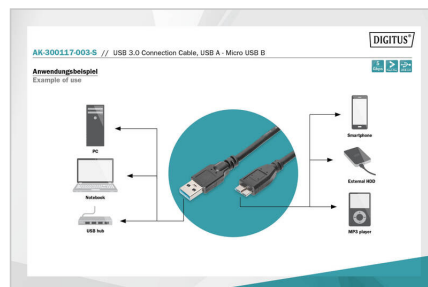 DIGITUS®
AK-300117-003-S // USB 3.0 Connection Cable, USB A - Micro USB B
Anwendungsbeispiel
Example of use
PC
Smartphone
Notebook
External HDD
USB hub
MP3 player